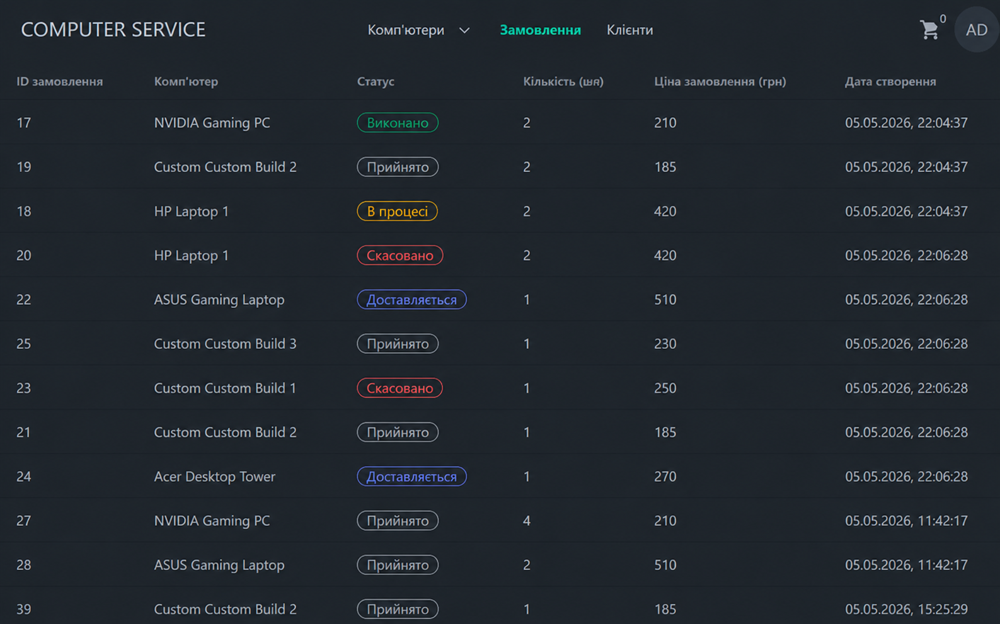 COMPUTER SERVICE Комп'ютери Замовлення Клієнти 0 AD
ID замовлення Комп'ютер Статус Кількість (шя) Ціна замовлення (грн) Дата створення
17 NVIDIA Gaming PC Виконано 2 210 05.05.2026, 22:04:37
19 Custom Custom Build 2 Прийнято 2 185 05.05.2026, 22:04:37
18 HP Laptop 1 В процесі 2 420 05.05.2026, 22:04:37
20 HP Laptop 1 Скасовано 2 420 05.05.2026, 22:06:28
22 ASUS Gaming Laptop Доставляється 1 510 05.05.2026, 22:06:28
25 Custom Custom Build 3 Прийнято 1 230 05.05.2026, 22:06:28
23 Custom Custom Build 1 Скасовано 1 250 05.05.2026, 22:06:28
21 Custom Custom Build 2 Прийнято 1 185 05.05.2026, 22:06:28
24 Acer Desktop Tower Доставляється 1 270 05.05.2026, 22:06:28
27 NVIDIA Gaming PC Прийнято 4 210 05.05.2026, 11:42:17
28 ASUS Gaming Laptop Прийнято 2 510 05.05.2026, 11:42:17
39 Custom Custom Build 2 Прийнято 1 185 05.05.2026, 15:25:29